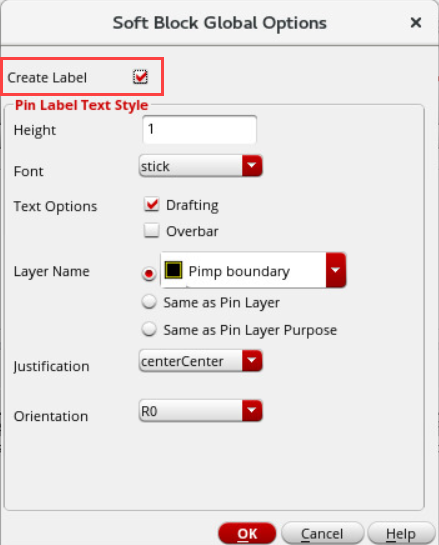 Soft Block Global Options
Create Label
Pin Label Text Style
Height 1
Font stick
Text Options Drafting
Overbar
Layer Name Pimp boundary
Same as Pin Layer
Same as Pin Layer Purpose
Justification centerCenter
Orientation R0
OK Cancel Help